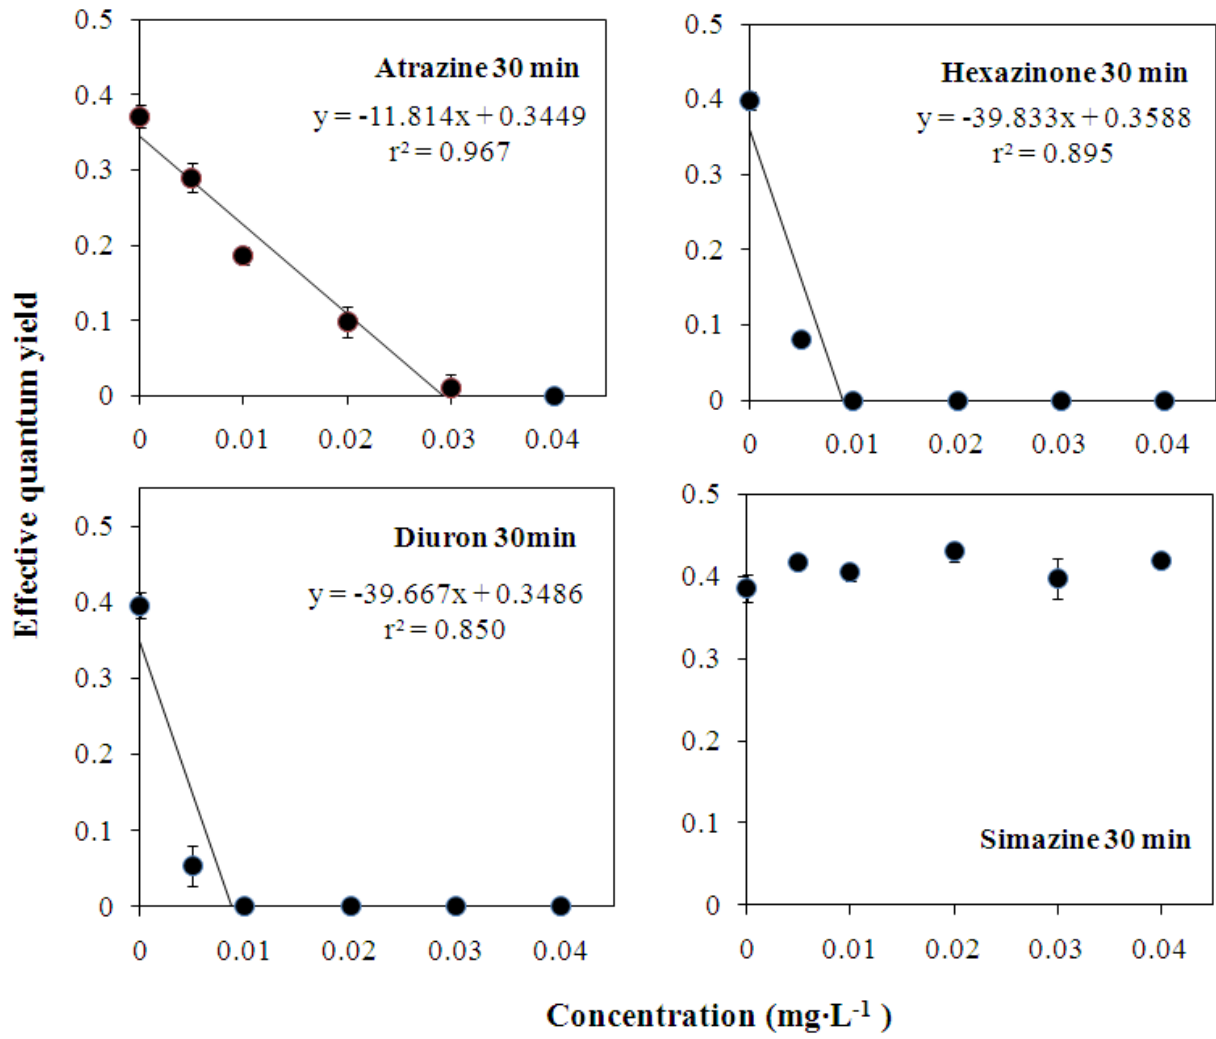 Effective quantum yield
0.5
0.4
0.3
0.2
0.1
0
Atrazine 30 min
y = -11.814x + 0.3449
r² = 0.967
0 0.01 0.02 0.03 0.04
0.5
0.4
0.3
0.2
0.1
0
Hexazinone 30 min
y = -39.833x + 0.3588
r² = 0.895
0 0.01 0.02 0.03 0.04
0.5
0.4
0.3
0.2
0.1
0
Diuron 30min
y = -39.667x + 0.3486
r² = 0.850
0 0.01 0.02 0.03 0.04
0.5
0.4
0.3
0.2
0.1
0
Simazine 30 min
0 0.01 0.02 0.03 0.04
Concentration (mg·L⁻¹ )